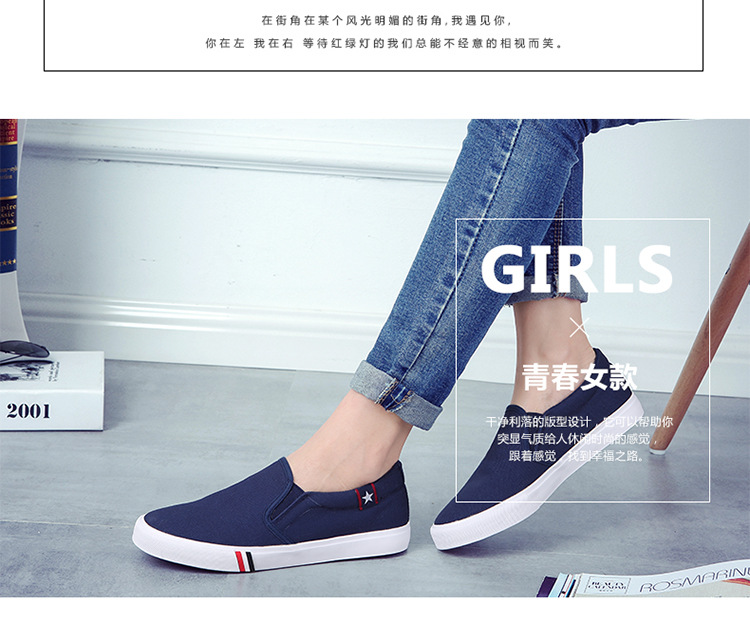 在街角在某个风光明媚的街角,我遇见你,
你在左 我在右 等待红绿灯的我们总能不经意的相视而笑。
GIRLS
×
青春女款
干净利落的版型设计，它可以帮助你
突显气质给人休闲时尚的感觉，
跟着感觉，找到幸福之路。
2001
BEAUTY
CALENDAR
ROSMARINO